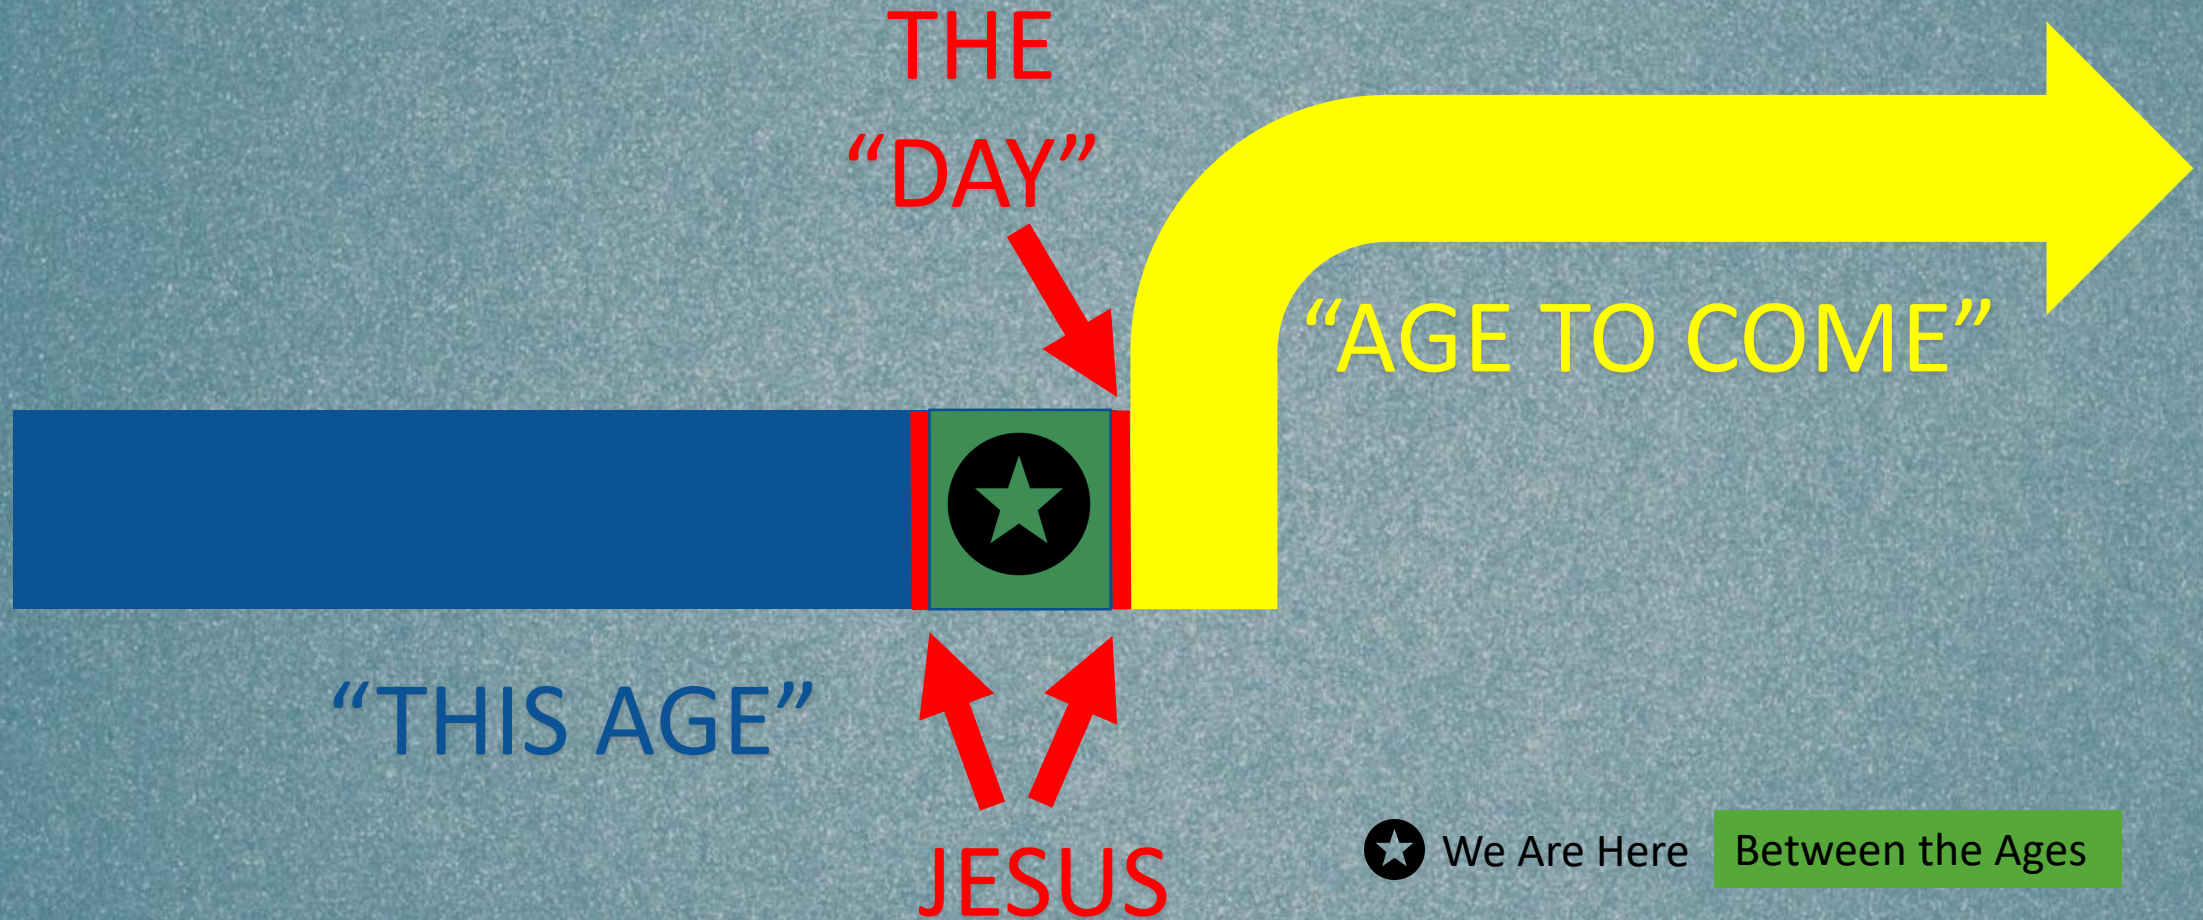 THE
“DAY”
“AGE TO COME”
“THIS AGE”
JESUS
We Are Here
Between the Ages